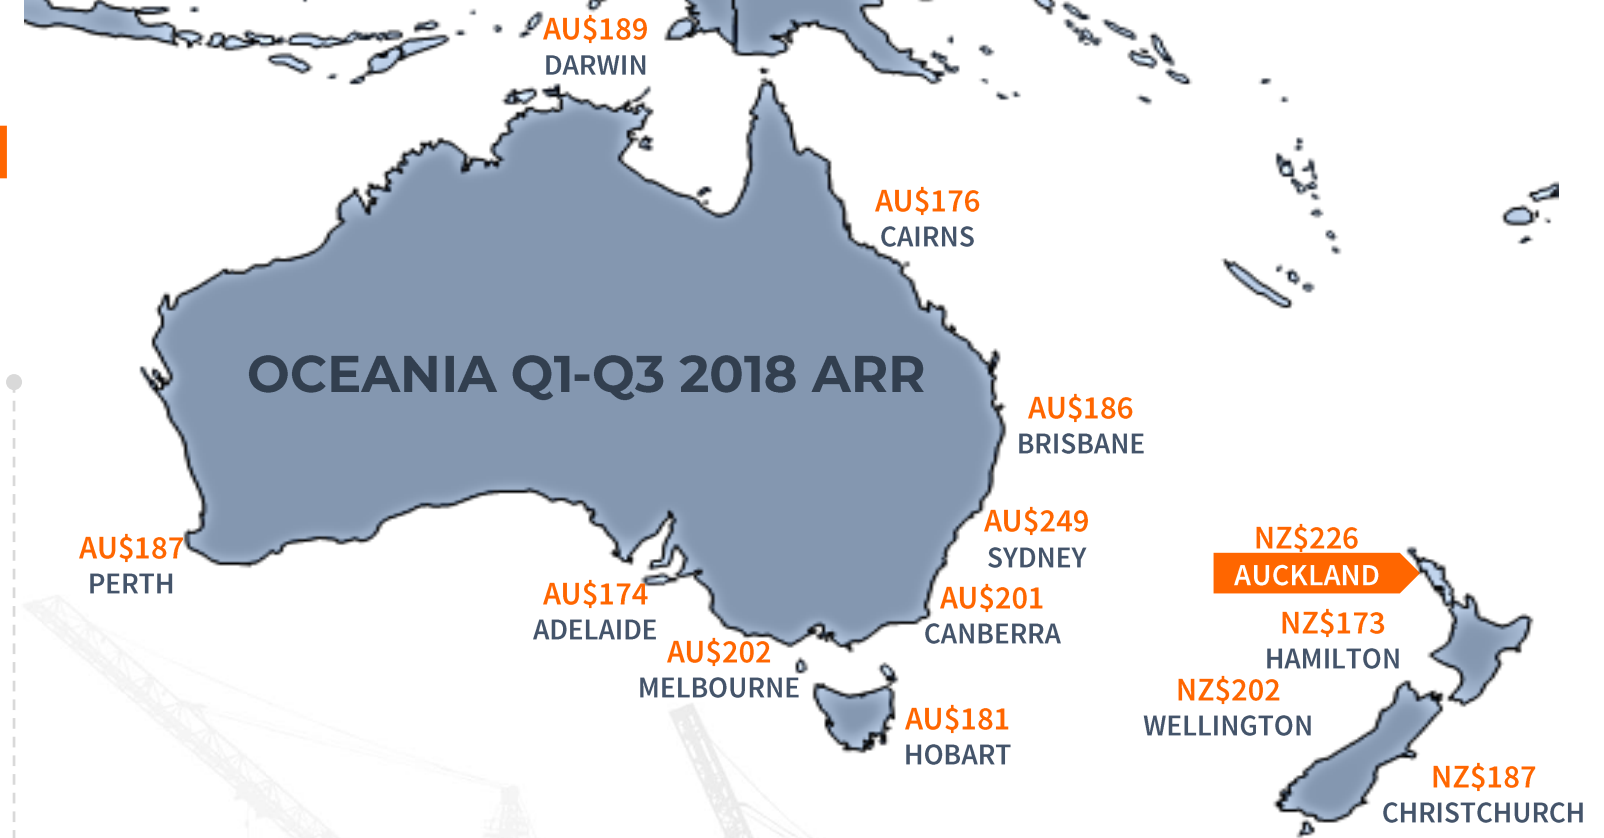 AU$189
DARWIN
AU$176
CAIRNS
OCEANIA Q1-Q3 2018 ARR
AU$186
BRISBANE
AU$249
SYDNEY
AU$187
PERTH
AU$174
ADELAIDE
AU$201
CANBERRA
AU$202
MELBOURNE
AU$181
HOBART
NZ$226
AUCKLAND
NZ$173
HAMILTON
NZ$202
WELLINGTON
NZ$187
CHRISTCHURCH